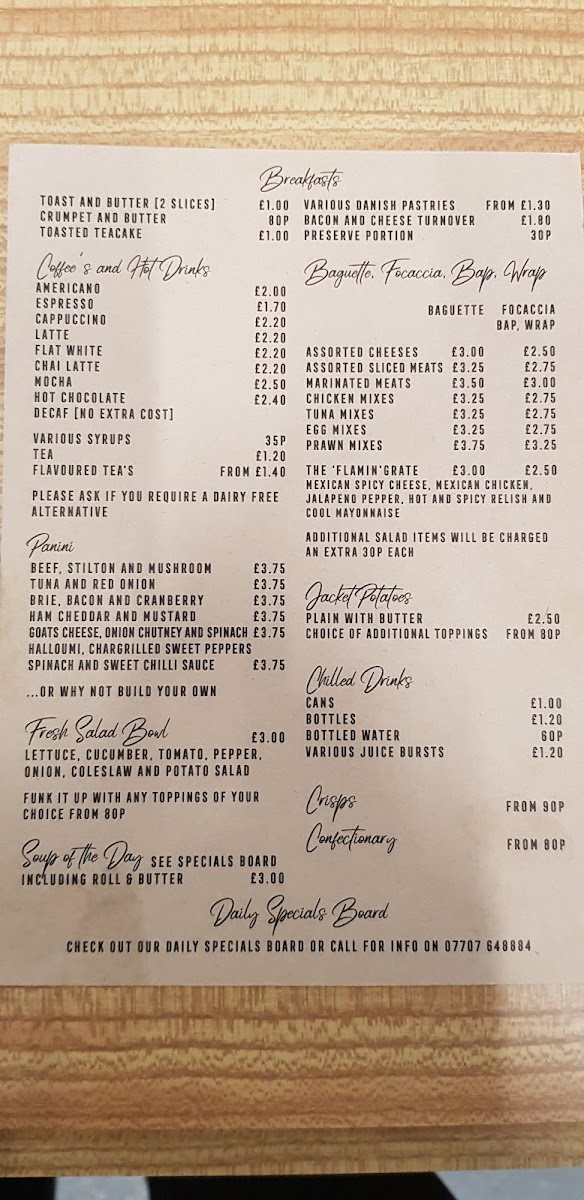 Breakfasts
TOAST AND BUTTER [2 SLICES] £1.00
CRUMPET AND BUTTER 80P
TOASTED TEACAKE £1.00
VARIOUS DANISH PASTRIES FROM £1.30
BACON AND CHEESE TURNOVER £1.80
PRESERVE PORTION 30P
Coffee's and Hot Drinks
AMERICANO £2.00
ESPRESSO £1.70
CAPPUCCINO £2.20
LATTE £2.20
FLAT WHITE £2.20
CHAI LATTE £2.20
MOCHA £2.50
HOT CHOCOLATE £2.40
DECAF [NO EXTRA COST]
VARIOUS SYRUPS 35P
TEA £1.20
FLAVOURED TEA'S FROM £1.40
PLEASE ASK IF YOU REQUIRE A DAIRY FREE
ALTERNATIVE
Panini
BEEF, STILTON AND MUSHROOM £3.75
TUNA AND RED ONION £3.75
BRIE, BACON AND CRANBERRY £3.75
HAM CHEDDAR AND MUSTARD £3.75
GOATS CHEESE, ONION CHUTNEY AND SPINACH £3.75
HALLOUMI, CHARGRILLED SWEET PEPPERS
SPINACH AND SWEET CHILLI SAUCE £3.75
...OR WHY NOT BUILD YOUR OWN
Fresh Salad Bowl £3.00
LETTUCE, CUCUMBER, TOMATO, PEPPER,
ONION, COLESLAW AND POTATO SALAD
FUNK IT UP WITH ANY TOPPINGS OF YOUR
CHOICE FROM 80P
Soup of the Day SEE SPECIALS BOARD
INCLUDING ROLL & BUTTER £3.00
Baguette, Focaccia, Bap, Wrap
BAGUETTE FOCACCIA
BAP, WRAP
ASSORTED CHEESES £3.00 £2.50
ASSORTED SLICED MEATS £3.25 £2.75
MARINATED MEATS £3.50 £3.00
CHICKEN MIXES £3.25 £2.75
TUNA MIXES £3.25 £2.75
EGG MIXES £3.25 £2.75
PRAWN MIXES £3.75 £3.25
THE 'FLAMIN'GRATE £3.00 £2.50
MEXICAN SPICY CHEESE, MEXICAN CHICKEN,
JALAPENO PEPPER, HOT AND SPICY RELISH AND
COOL MAYONNAISE
ADDITIONAL SALAD ITEMS WILL BE CHARGED
AN EXTRA 30P EACH
Jacket Potatoes
PLAIN WITH BUTTER £2.50
CHOICE OF ADDITIONAL TOPPINGS FROM 80P
Chilled Drinks
CANS £1.00
BOTTLES £1.20
BOTTLED WATER 60P
VARIOUS JUICE BURSTS £1.20
Crisps FROM 90P
Confectionary FROM 80P
Daily Specials Board
CHECK OUT OUR DAILY SPECIALS BOARD OR CALL FOR INFO ON 07707 648884